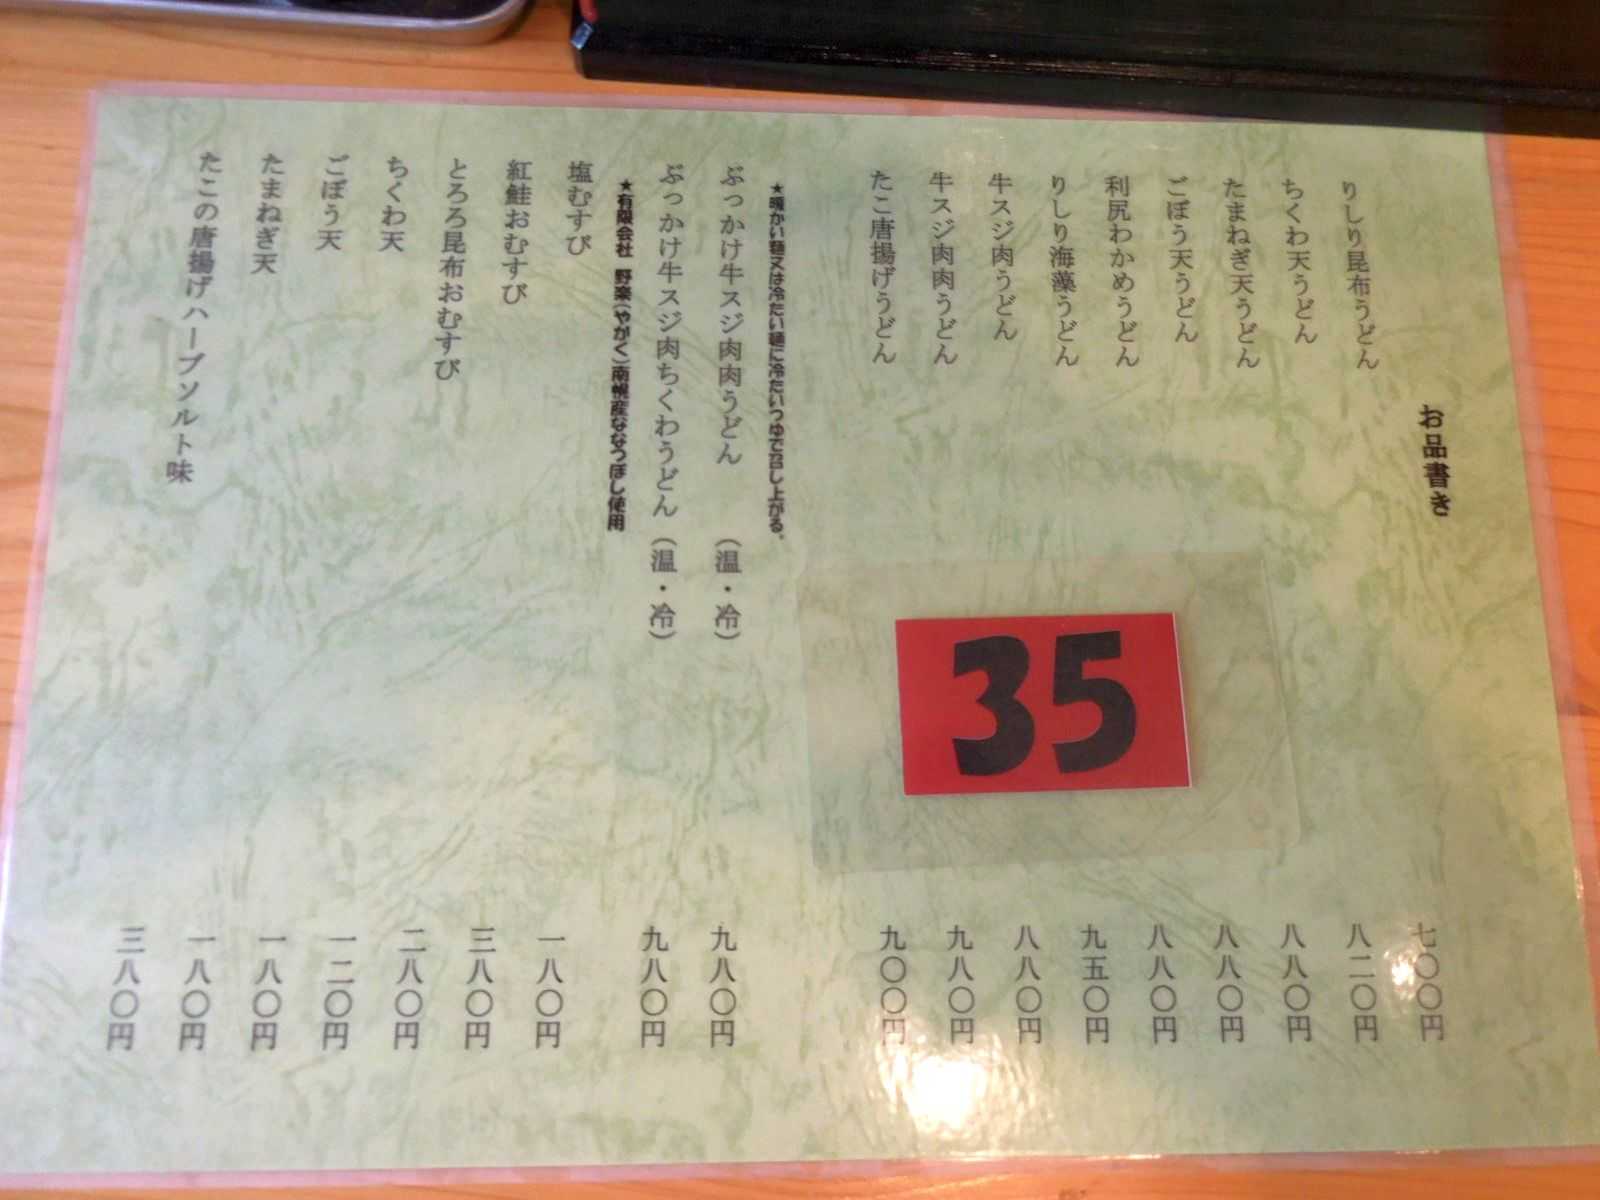 お品書き
りしり昆布うどん 七〇〇円
ちくわ天うどん 八二〇円
たまねぎ天うどん 八八〇円
ごぼう天うどん 八八〇円
利尻わかめうどん 八八〇円
りしり海藻うどん 九五〇円
牛スジ肉うどん 八八〇円
牛スジ肉肉うどん 九八〇円
たこ唐揚げうどん 九〇〇円
35
★暖かい麺又は冷たい麺に冷たいつゆで召し上がる。
ぶっかけ牛スジ肉肉うどん（温・冷） 九八〇円
ぶっかけ牛スジ肉ちくわうどん（温・冷） 九八〇円
★有限会社 野楽(やがく)南幌産ななつぼし使用
塩むすび 一八〇円
紅鮭おむすび 三八〇円
とろろ昆布おむすび 二八〇円
ちくわ天 一二〇円
ごぼう天 一八〇円
たまねぎ天 一八〇円
たこの唐揚げハーブソルト味 三八〇円